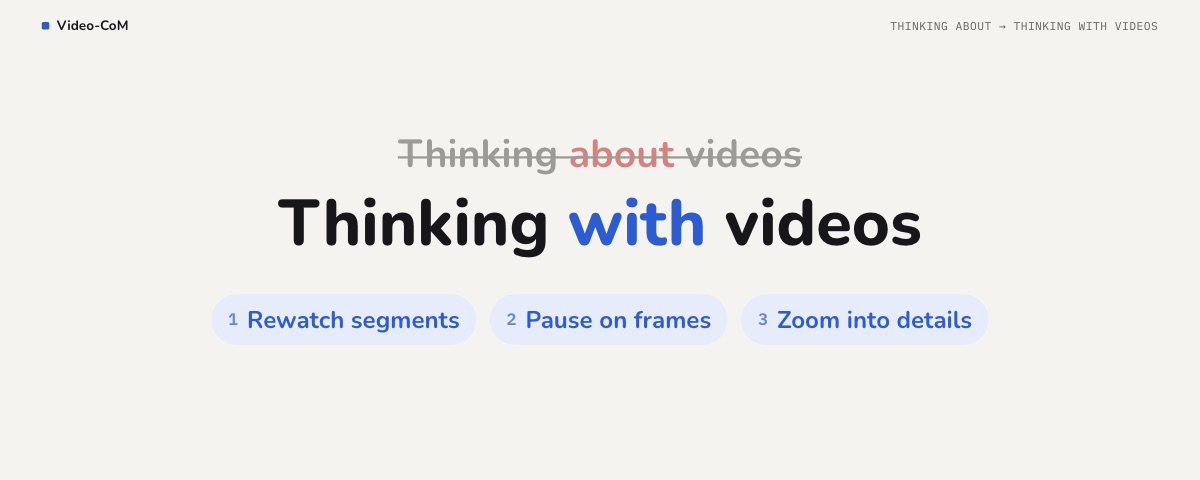 Video-CoM
THINKING ABOUT → THINKING WITH VIDEOS
Thinking about videos
Thinking with videos
1 Rewatch segments
2 Pause on frames
3 Zoom into details